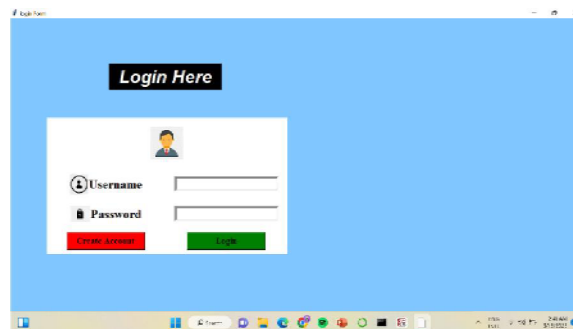 Login Form
Login Here
Username
Password
Create Account
Login